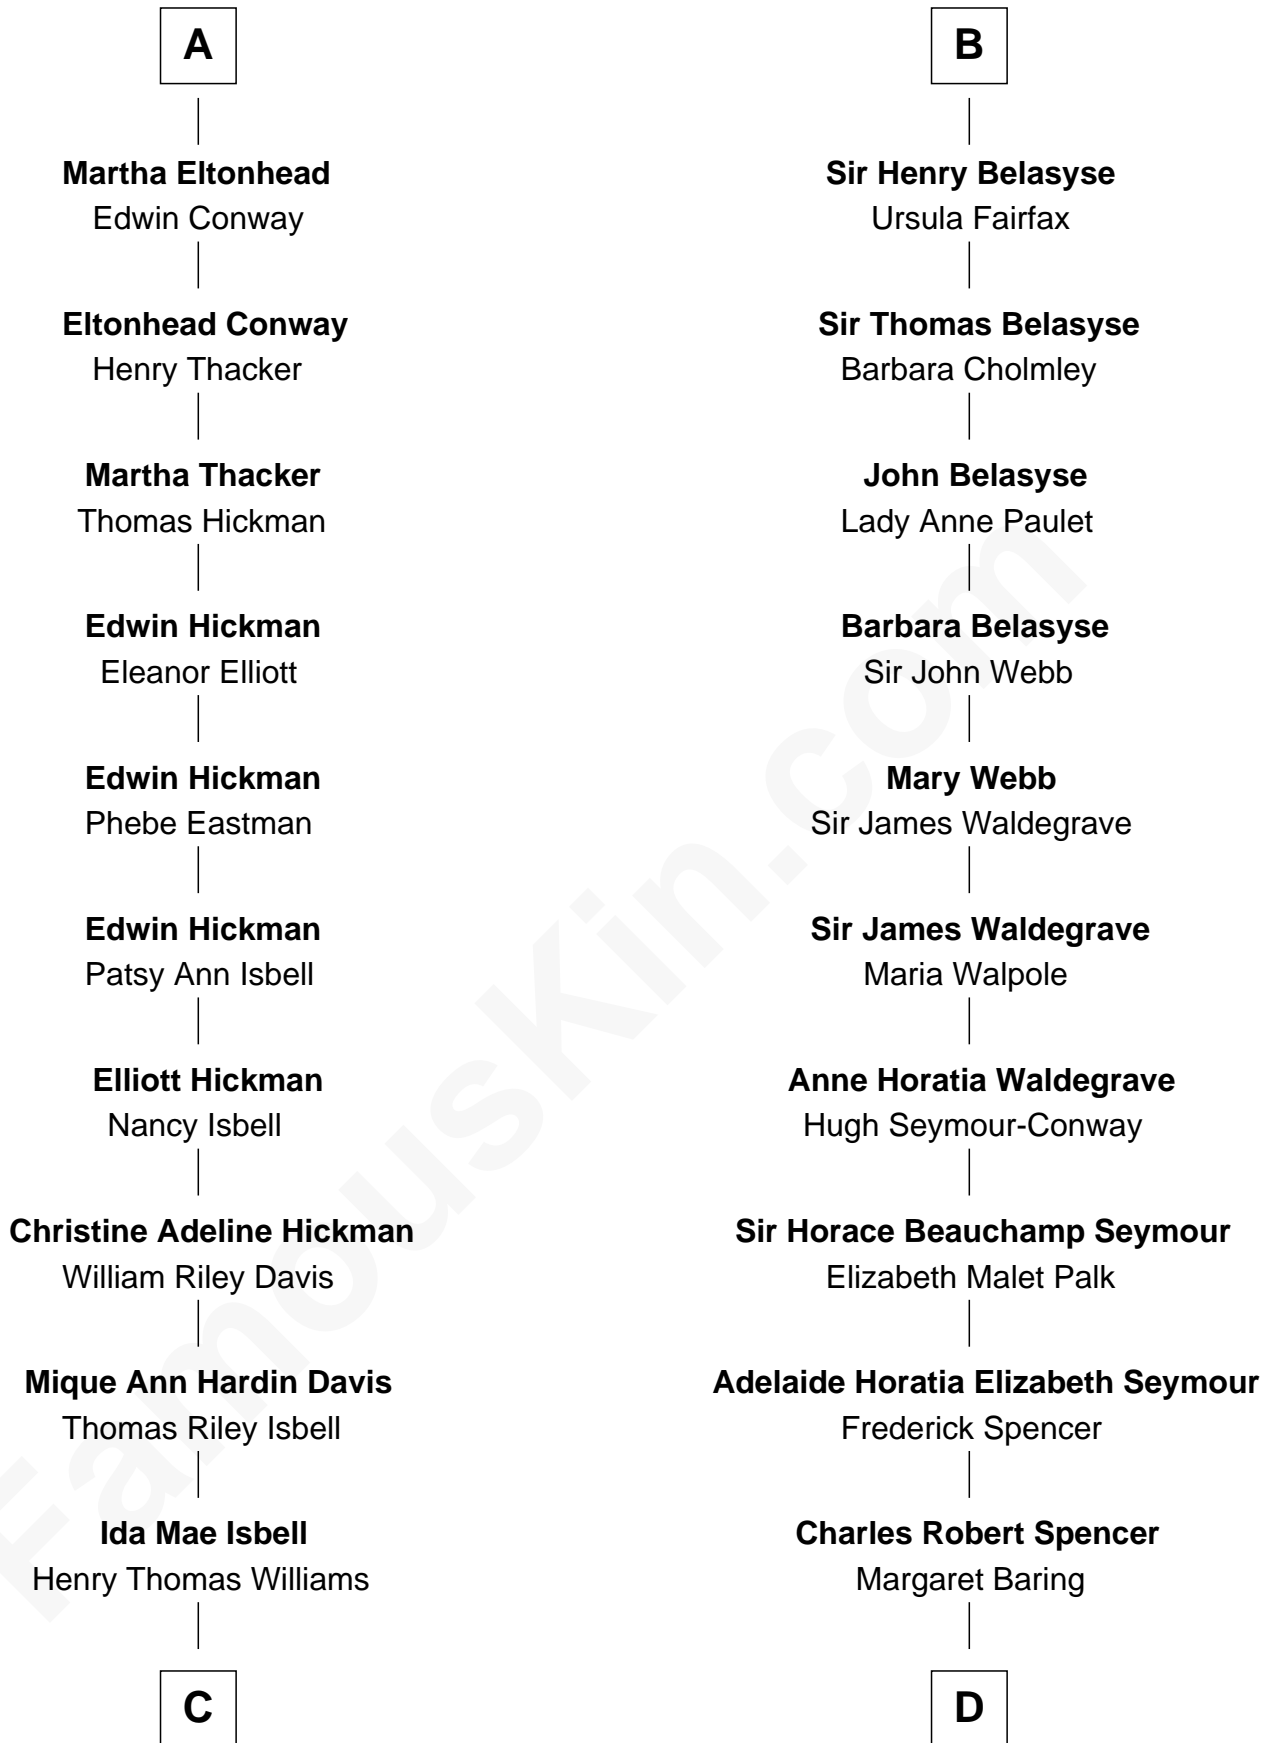 A
Martha Eltonhead
Edwin Conway
Eltonhead Conway
Henry Thacker
Martha Thacker
Thomas Hickman
Edwin Hickman
Eleanor Elliott
Edwin Hickman
Phebe Eastman
Edwin Hickman
Patsy Ann Isbell
Elliott Hickman
Nancy Isbell
Christine Adeline Hickman
William Riley Davis
Mique Ann Hardin Davis
Thomas Riley Isbell
Ida Mae Isbell
Henry Thomas Williams
C
B
Sir Henry Belasyse
Ursula Fairfax
Sir Thomas Belasyse
Barbara Cholmley
John Belasyse
Lady Anne Paulet
Barbara Belasyse
Sir John Webb
Mary Webb
Sir James Waldegrave
Sir James Waldegrave
Maria Walpole
Anne Horatia Waldegrave
Hugh Seymour-Conway
Sir Horace Beauchamp Seymour
Elizabeth Malet Palk
Adelaide Horatia Elizabeth Seymour
Frederick Spencer
Charles Robert Spencer
Margaret Baring
D
FamousKin.com